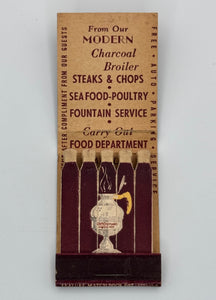 From Our
MODERN
Charcoal
Broiler
STEAKS & CHOPS
SEAFOOD-POULTRY
FOUNTAIN SERVICE
Carry Out
FOOD DEPARTMENT
AFTER COMPLIMENT FROM OUR GUESTS
FREE • AUTO • PARKING • SERVICE